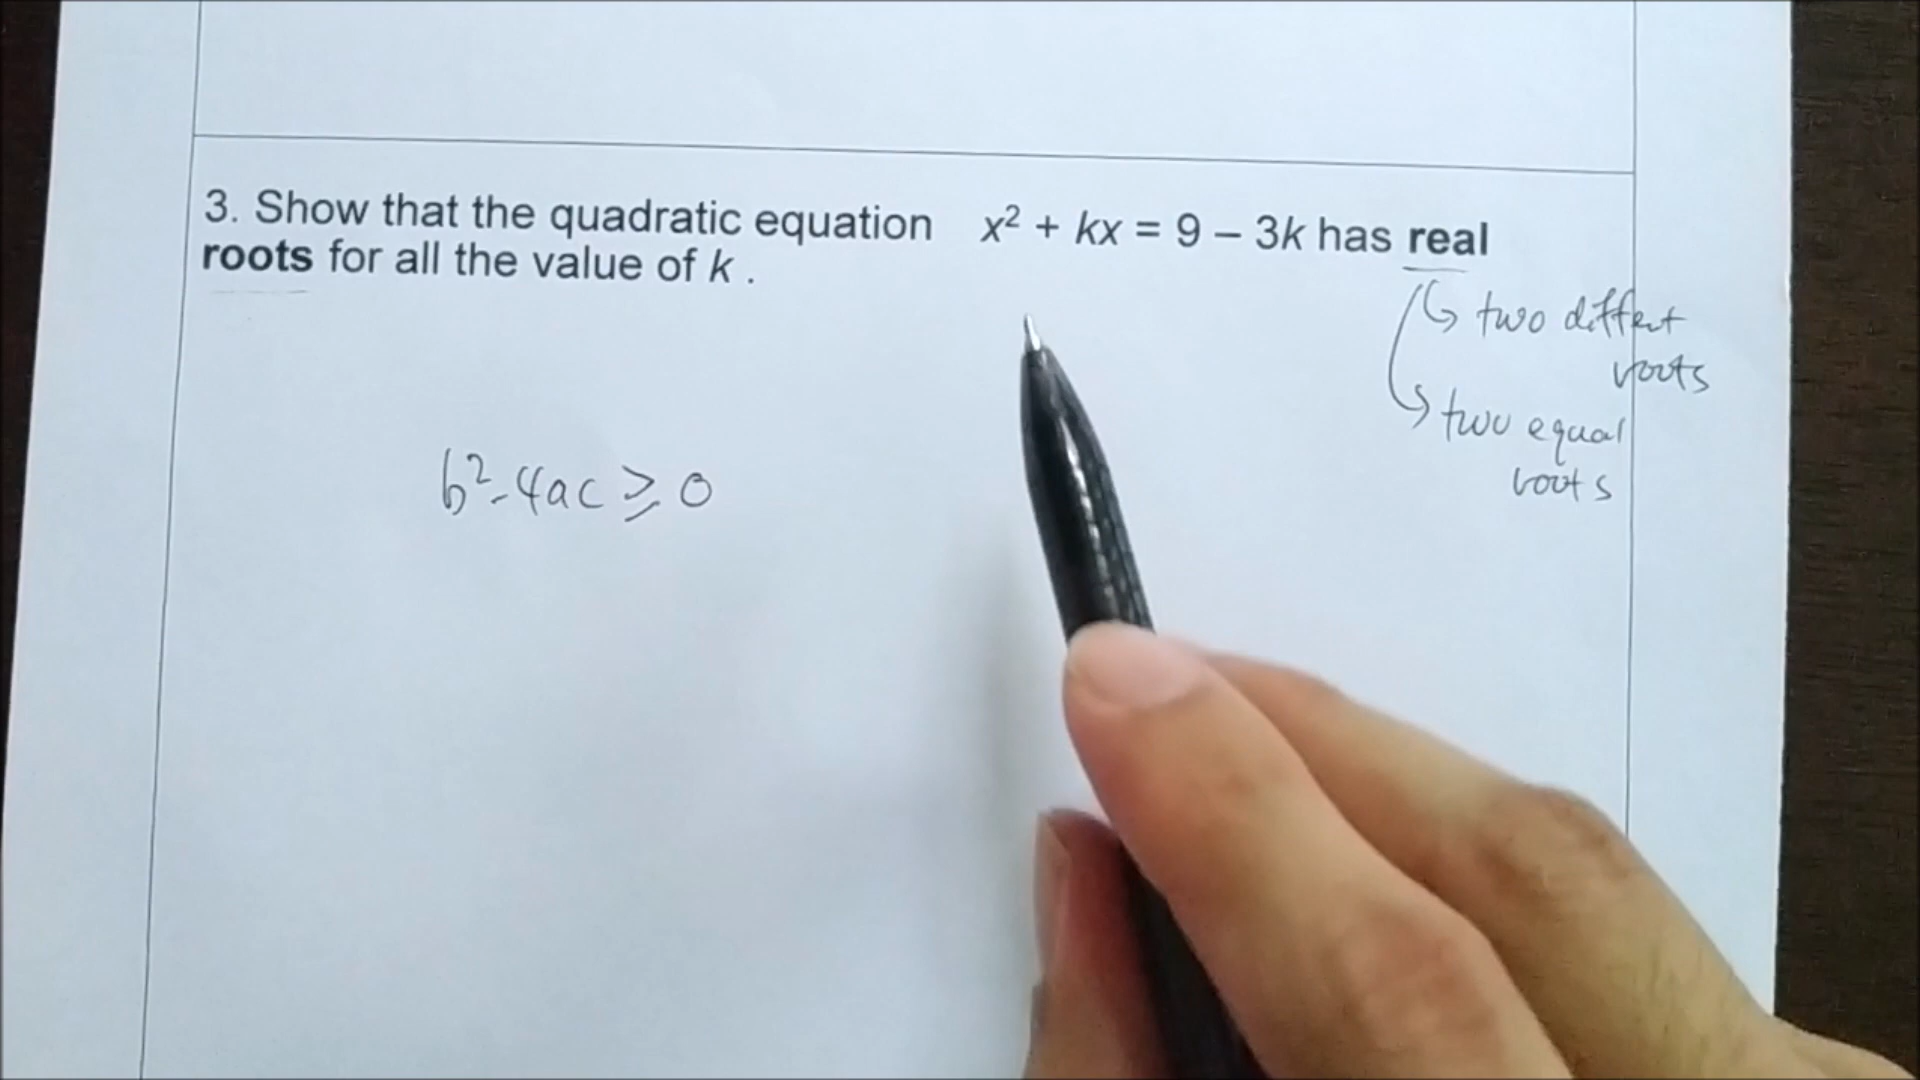 3. Show that the quadratic equation x² + kx = 9 – 3k has real
roots for all the value of k .
two diffent
roots
two equal
roots
b²-4ac ≥ 0